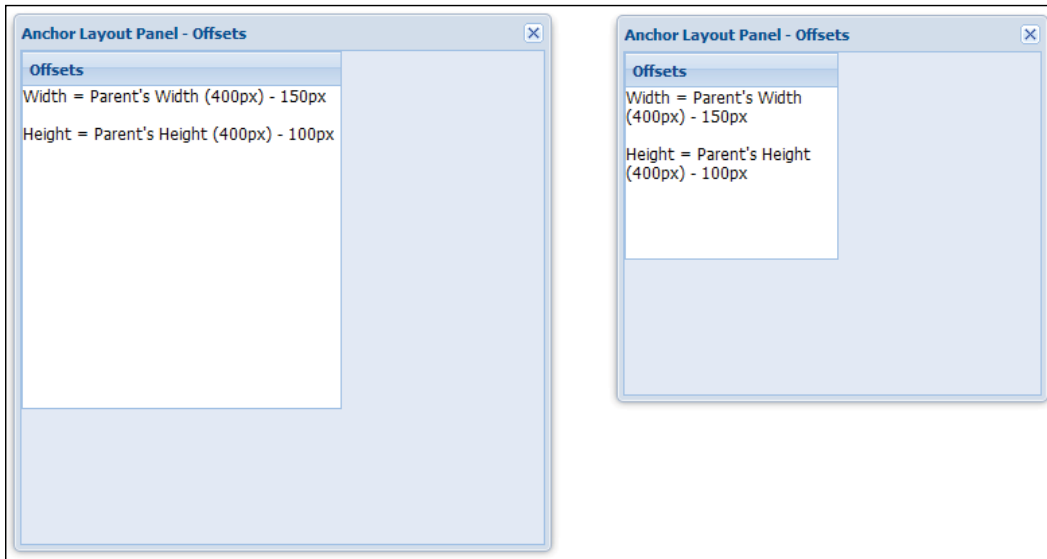 Anchor Layout Panel - Offsets
Offsets
Width = Parent's Width (400px) - 150px
Height = Parent's Height (400px) - 100px
Anchor Layout Panel - Offsets
Offsets
Width = Parent's Width
(400px) - 150px
Height = Parent's Height
(400px) - 100px